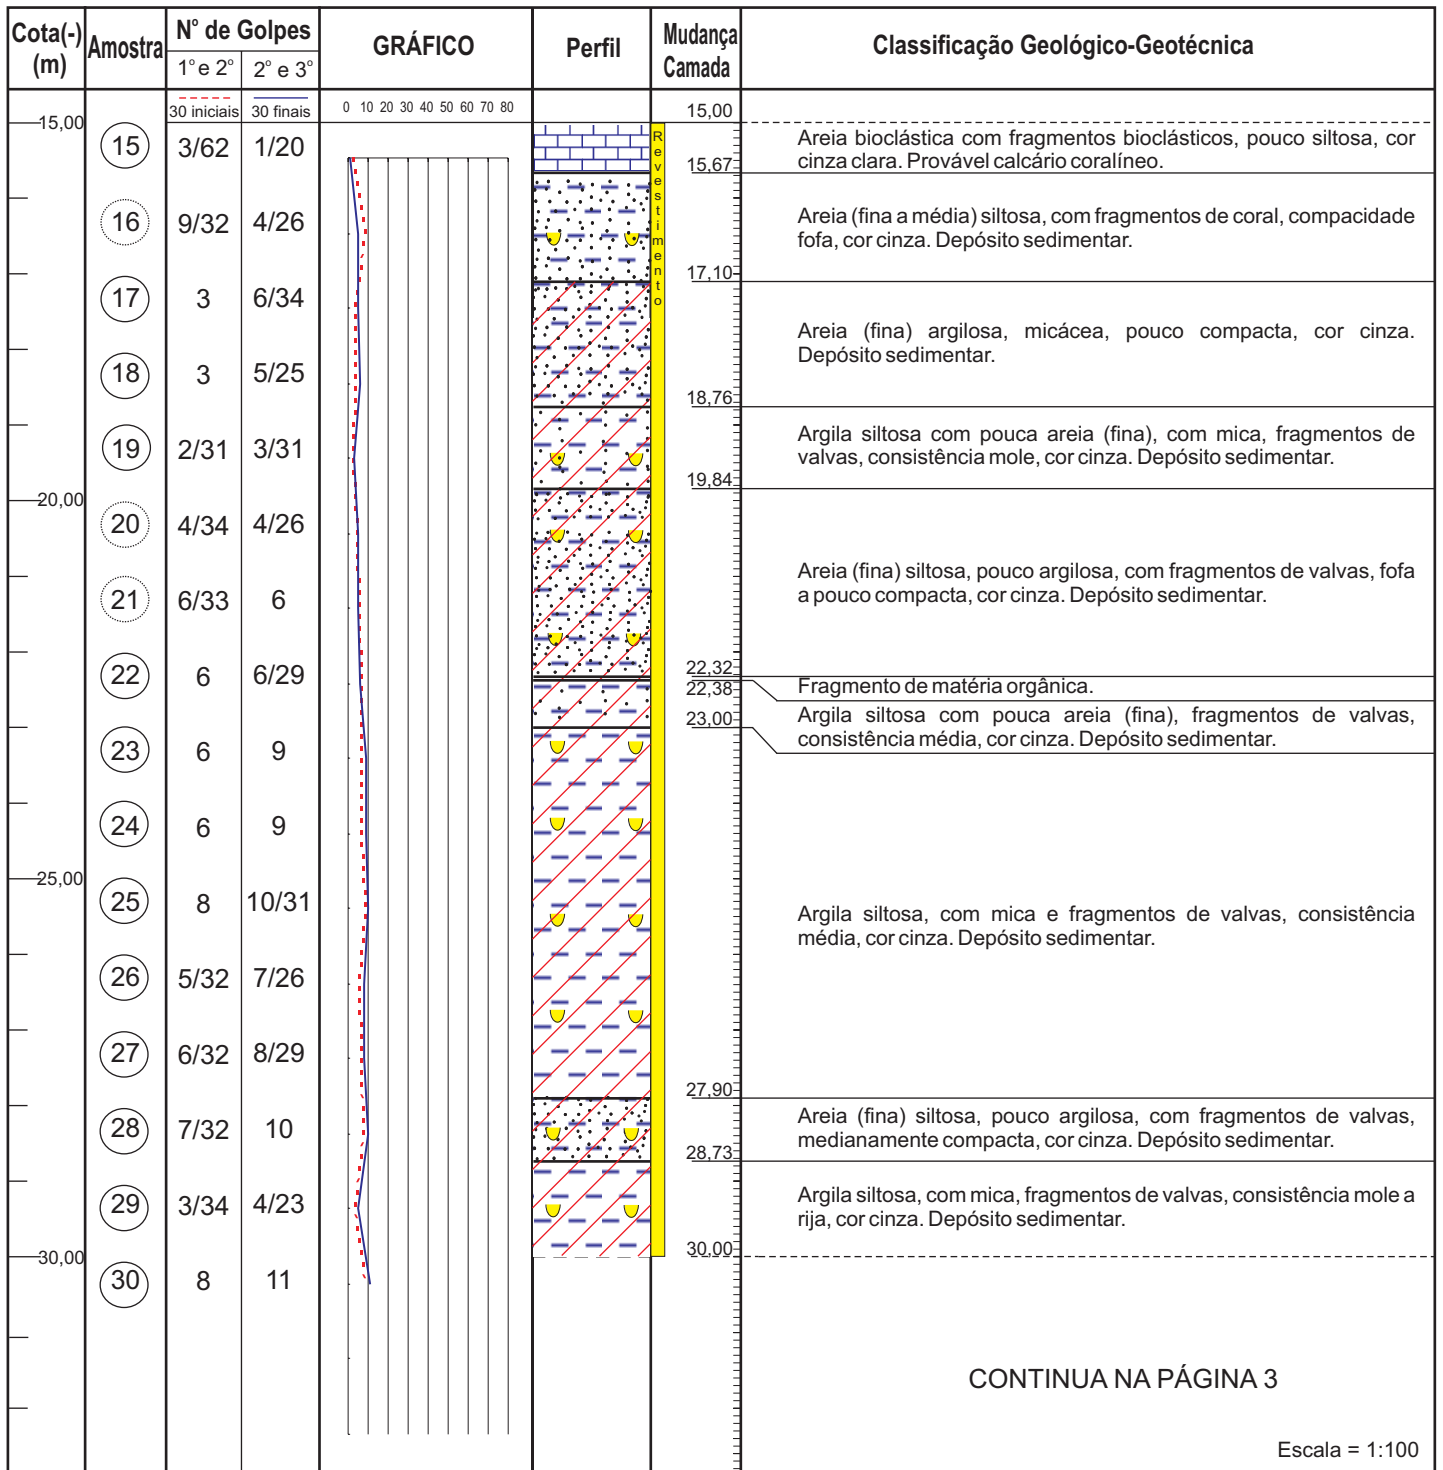 Cota(-) (m) Amostra N° de Golpes GRÁFICO Perfil Mudança Camada Classificação Geológico-Geotécnica
1° e 2° 2° e 3°
30 iniciais 30 finais 0 10 20 30 40 50 60 70 80 15,00
15,00
Revestimento
15 3/62 1/20
Areia bioclástica com fragmentos bioclásticos, pouco siltosa, cor
cinza clara. Provável calcário coralíneo.
15,67
16 9/32 4/26
Areia (fina a média) siltosa, com fragmentos de coral, compacidade
fofa, cor cinza. Depósito sedimentar.
17,10
17 3 6/34
Areia (fina) argilosa, micácea, pouco compacta, cor cinza.
Depósito sedimentar.
18 3 5/25
18,76
19 2/31 3/31
Argila siltosa com pouca areia (fina), com mica, fragmentos de
valvas, consistência mole, cor cinza. Depósito sedimentar.
19,84
20,00
20 4/34 4/26
Areia (fina) siltosa, pouco argilosa, com fragmentos de valvas, fofa
a pouco compacta, cor cinza. Depósito sedimentar.
21 6/33 6
22,32
22 6 6/29
22,38
Fragmento de matéria orgânica.
23,00
Argila siltosa com pouca areia (fina), fragmentos de valvas,
consistência média, cor cinza. Depósito sedimentar.
23 6 9
24 6 9
25,00
25 8 10/31
Argila siltosa, com mica e fragmentos de valvas, consistência
média, cor cinza. Depósito sedimentar.
26 5/32 7/26
27 6/32 8/29
27,90
28 7/32 10
Areia (fina) siltosa, pouco argilosa, com fragmentos de valvas,
medianamente compacta, cor cinza. Depósito sedimentar.
28,73
29 3/34 4/23
Argila siltosa, com mica, fragmentos de valvas, consistência mole a
rija, cor cinza. Depósito sedimentar.
30,00 30,00
30 8 11
CONTINUA NA PÁGINA 3
Escala = 1:100